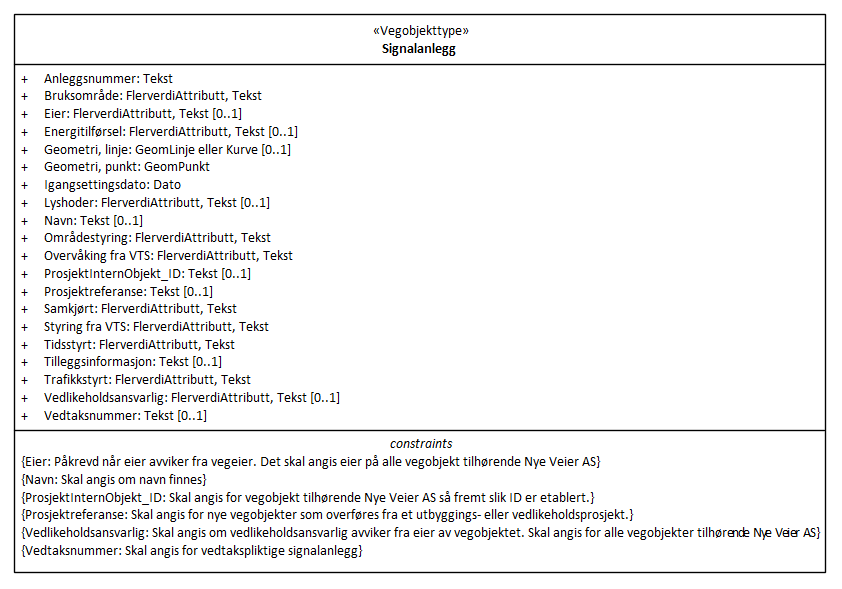 «Vegobjekttype»
Signalanlegg
+ Anleggsnummer: Tekst
+ Bruksområde: FlerverdiAttributt, Tekst
+ Eier: FlerverdiAttributt, Tekst [0..1]
+ Energitilførsel: FlerverdiAttributt, Tekst [0..1]
+ Geometri, linje: GeomLinje eller Kurve [0..1]
+ Geometri, punkt: GeomPunkt
+ Igangsettingsdato: Dato
+ Lyshoder: FlerverdiAttributt, Tekst [0..1]
+ Navn: Tekst [0..1]
+ Områdestyring: FlerverdiAttributt, Tekst
+ Overvåking fra VTS: FlerverdiAttributt, Tekst
+ ProsjektInternObjekt_ID: Tekst [0..1]
+ Prosjektreferanse: Tekst [0..1]
+ Samkjørt: FlerverdiAttributt, Tekst
+ Styring fra VTS: FlerverdiAttributt, Tekst
+ Tidsstyrt: FlerverdiAttributt, Tekst
+ Tilleggsinformasjon: Tekst [0..1]
+ Trafikkstyrt: FlerverdiAttributt, Tekst
+ Vedlikeholdsansvarlig: FlerverdiAttributt, Tekst [0..1]
+ Vedtaksnummer: Tekst [0..1]
constraints
{Eier: Påkrevd når eier avviker fra vegeier. Det skal angis eier på alle vegobjekt tilhørende Nye Veier AS}
{Navn: Skal angis om navn finnes}
{ProsjektInternObjekt_ID: Skal angis for vegobjekt tilhørende Nye Veier AS så fremt slik ID er etablert.}
{Prosjektreferanse: Skal angis for nye vegobjekter som overføres fra et utbyggings- eller vedlikeholdsprosjekt.}
{Vedlikeholdsansvarlig: Skal angis om vedlikeholdsansvarlig avviker fra eier av vegobjektet. Skal angis for alle vegobjekter tilhørende Nye Veier AS}
{Vedtaksnummer: Skal angis for vedtakspliktige signalanlegg}